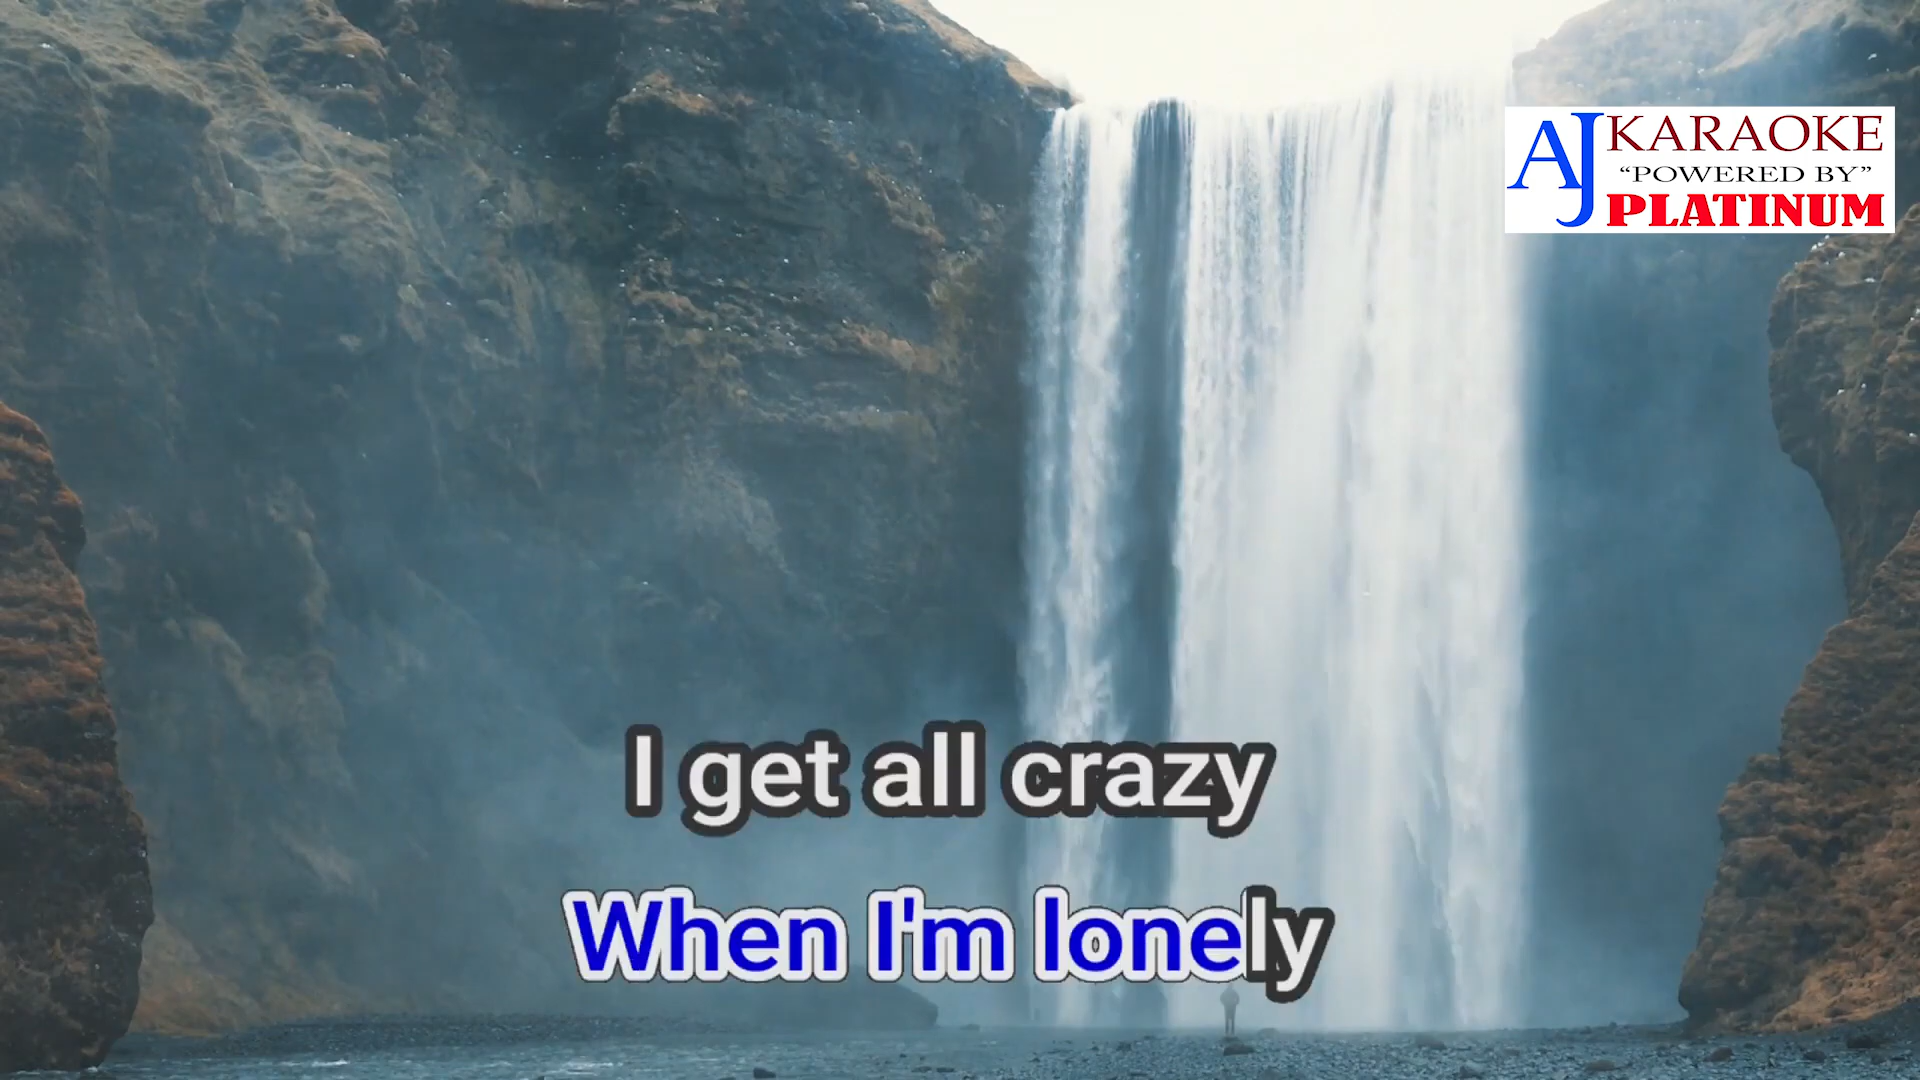 AJ KARAOKE
"POWERED BY"
PLATINUM
I get all crazy
When I'm lonely